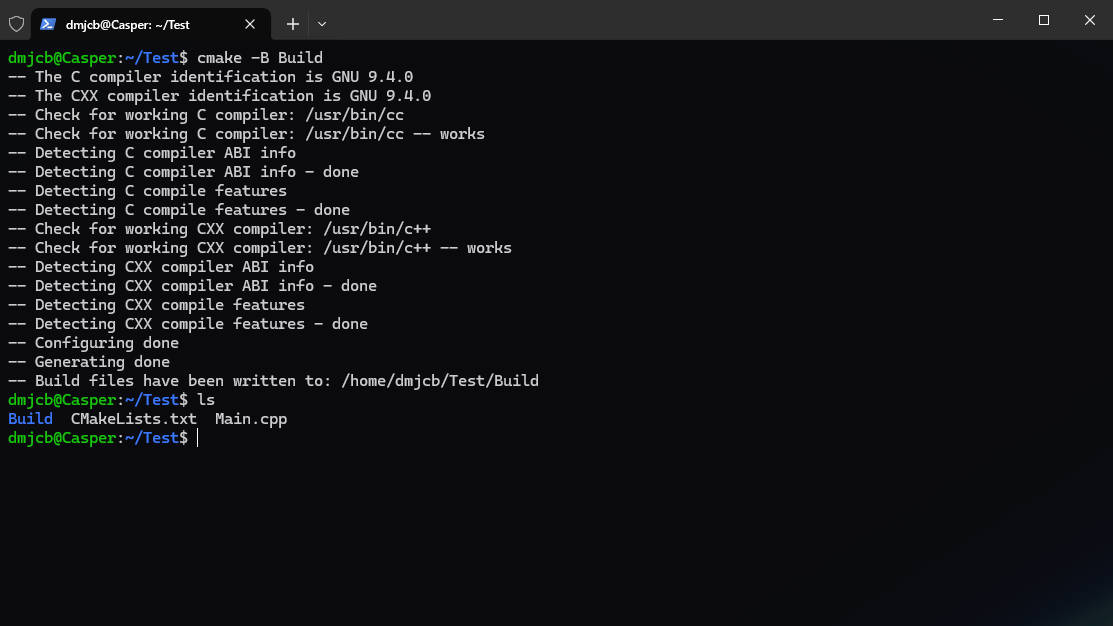 dmjcb@Casper: ~/Test
dmjcb@Casper:~/Test$ cmake -B Build
-- The C compiler identification is GNU 9.4.0
-- The CXX compiler identification is GNU 9.4.0
-- Check for working C compiler: /usr/bin/cc
-- Check for working C compiler: /usr/bin/cc -- works
-- Detecting C compiler ABI info
-- Detecting C compiler ABI info - done
-- Detecting C compile features
-- Detecting C compile features - done
-- Check for working CXX compiler: /usr/bin/c++
-- Check for working CXX compiler: /usr/bin/c++ -- works
-- Detecting CXX compiler ABI info
-- Detecting CXX compiler ABI info - done
-- Detecting CXX compile features
-- Detecting CXX compile features - done
-- Configuring done
-- Generating done
-- Build files have been written to: /home/dmjcb/Test/Build
dmjcb@Casper:~/Test$ ls
Build  CMakeLists.txt  Main.cpp
dmjcb@Casper:~/Test$